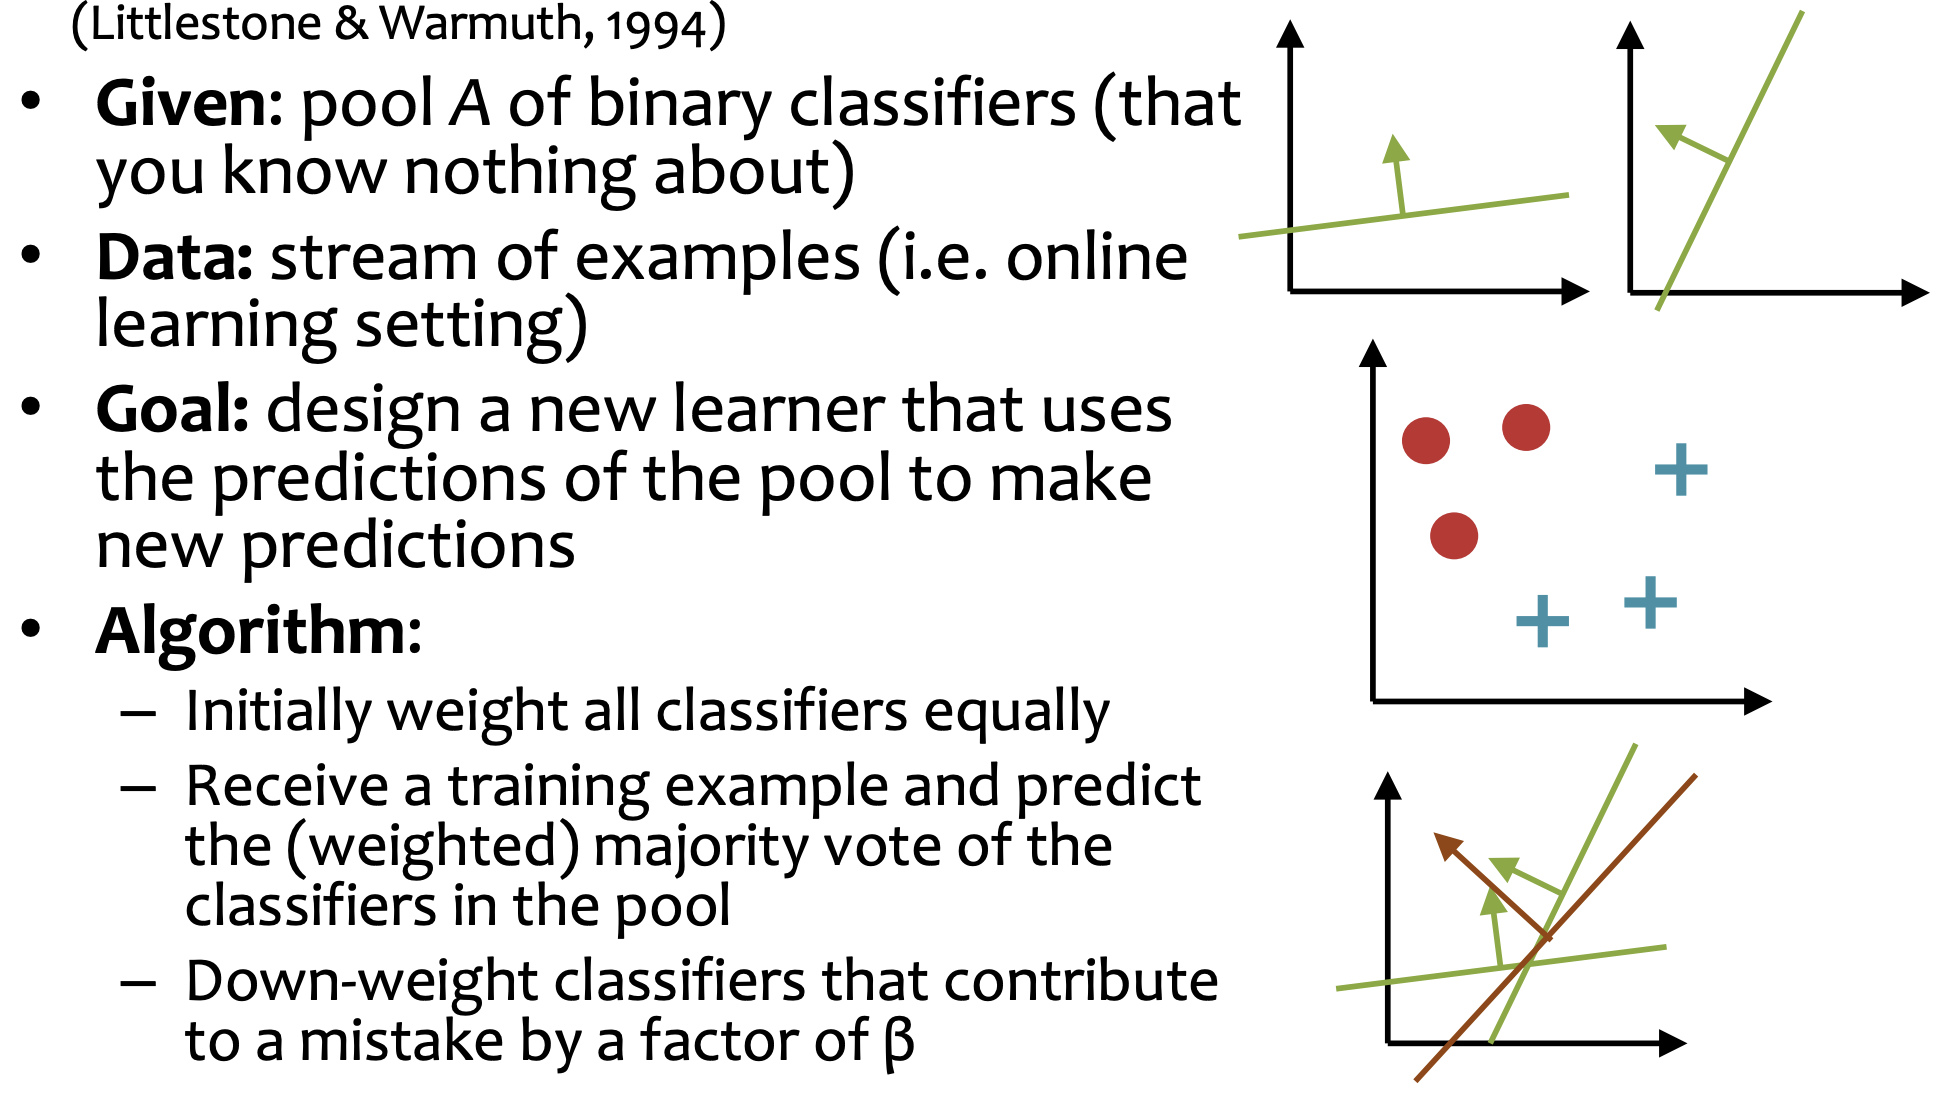 (Littlestone & Warmuth, 1994)
• Given: pool A of binary classifiers (that
you know nothing about)
• Data: stream of examples (i.e. online
learning setting)
• Goal: design a new learner that uses
the predictions of the pool to make
new predictions
• Algorithm:
– Initially weight all classifiers equally
– Receive a training example and predict
the (weighted) majority vote of the
classifiers in the pool
– Down-weight classifiers that contribute
to a mistake by a factor of β